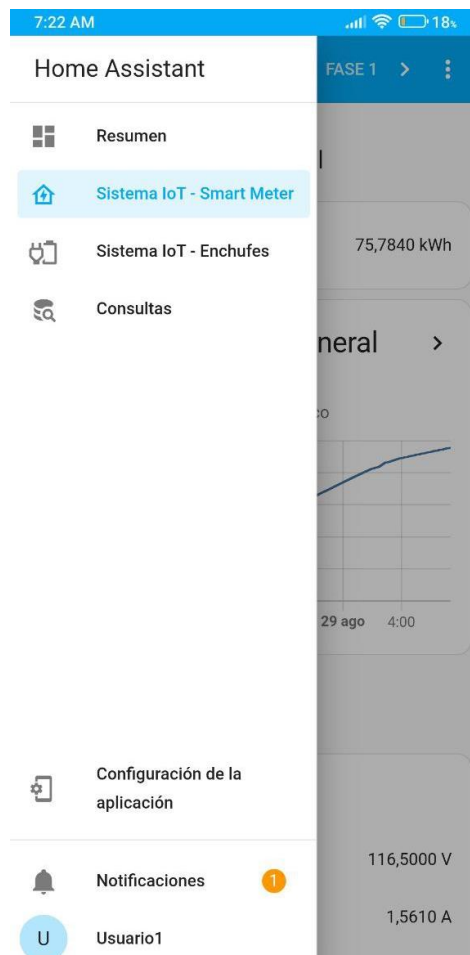 7:22 AM
18%
Home Assistant
FASE 1
Resumen
Sistema IoT - Smart Meter
Sistema IoT - Enchufes
75,7840 kWh
Consultas
neral
29 ago 4:00
Configuración de la
aplicación
Notificaciones 1
116,5000 V
U Usuario1
1,5610 A